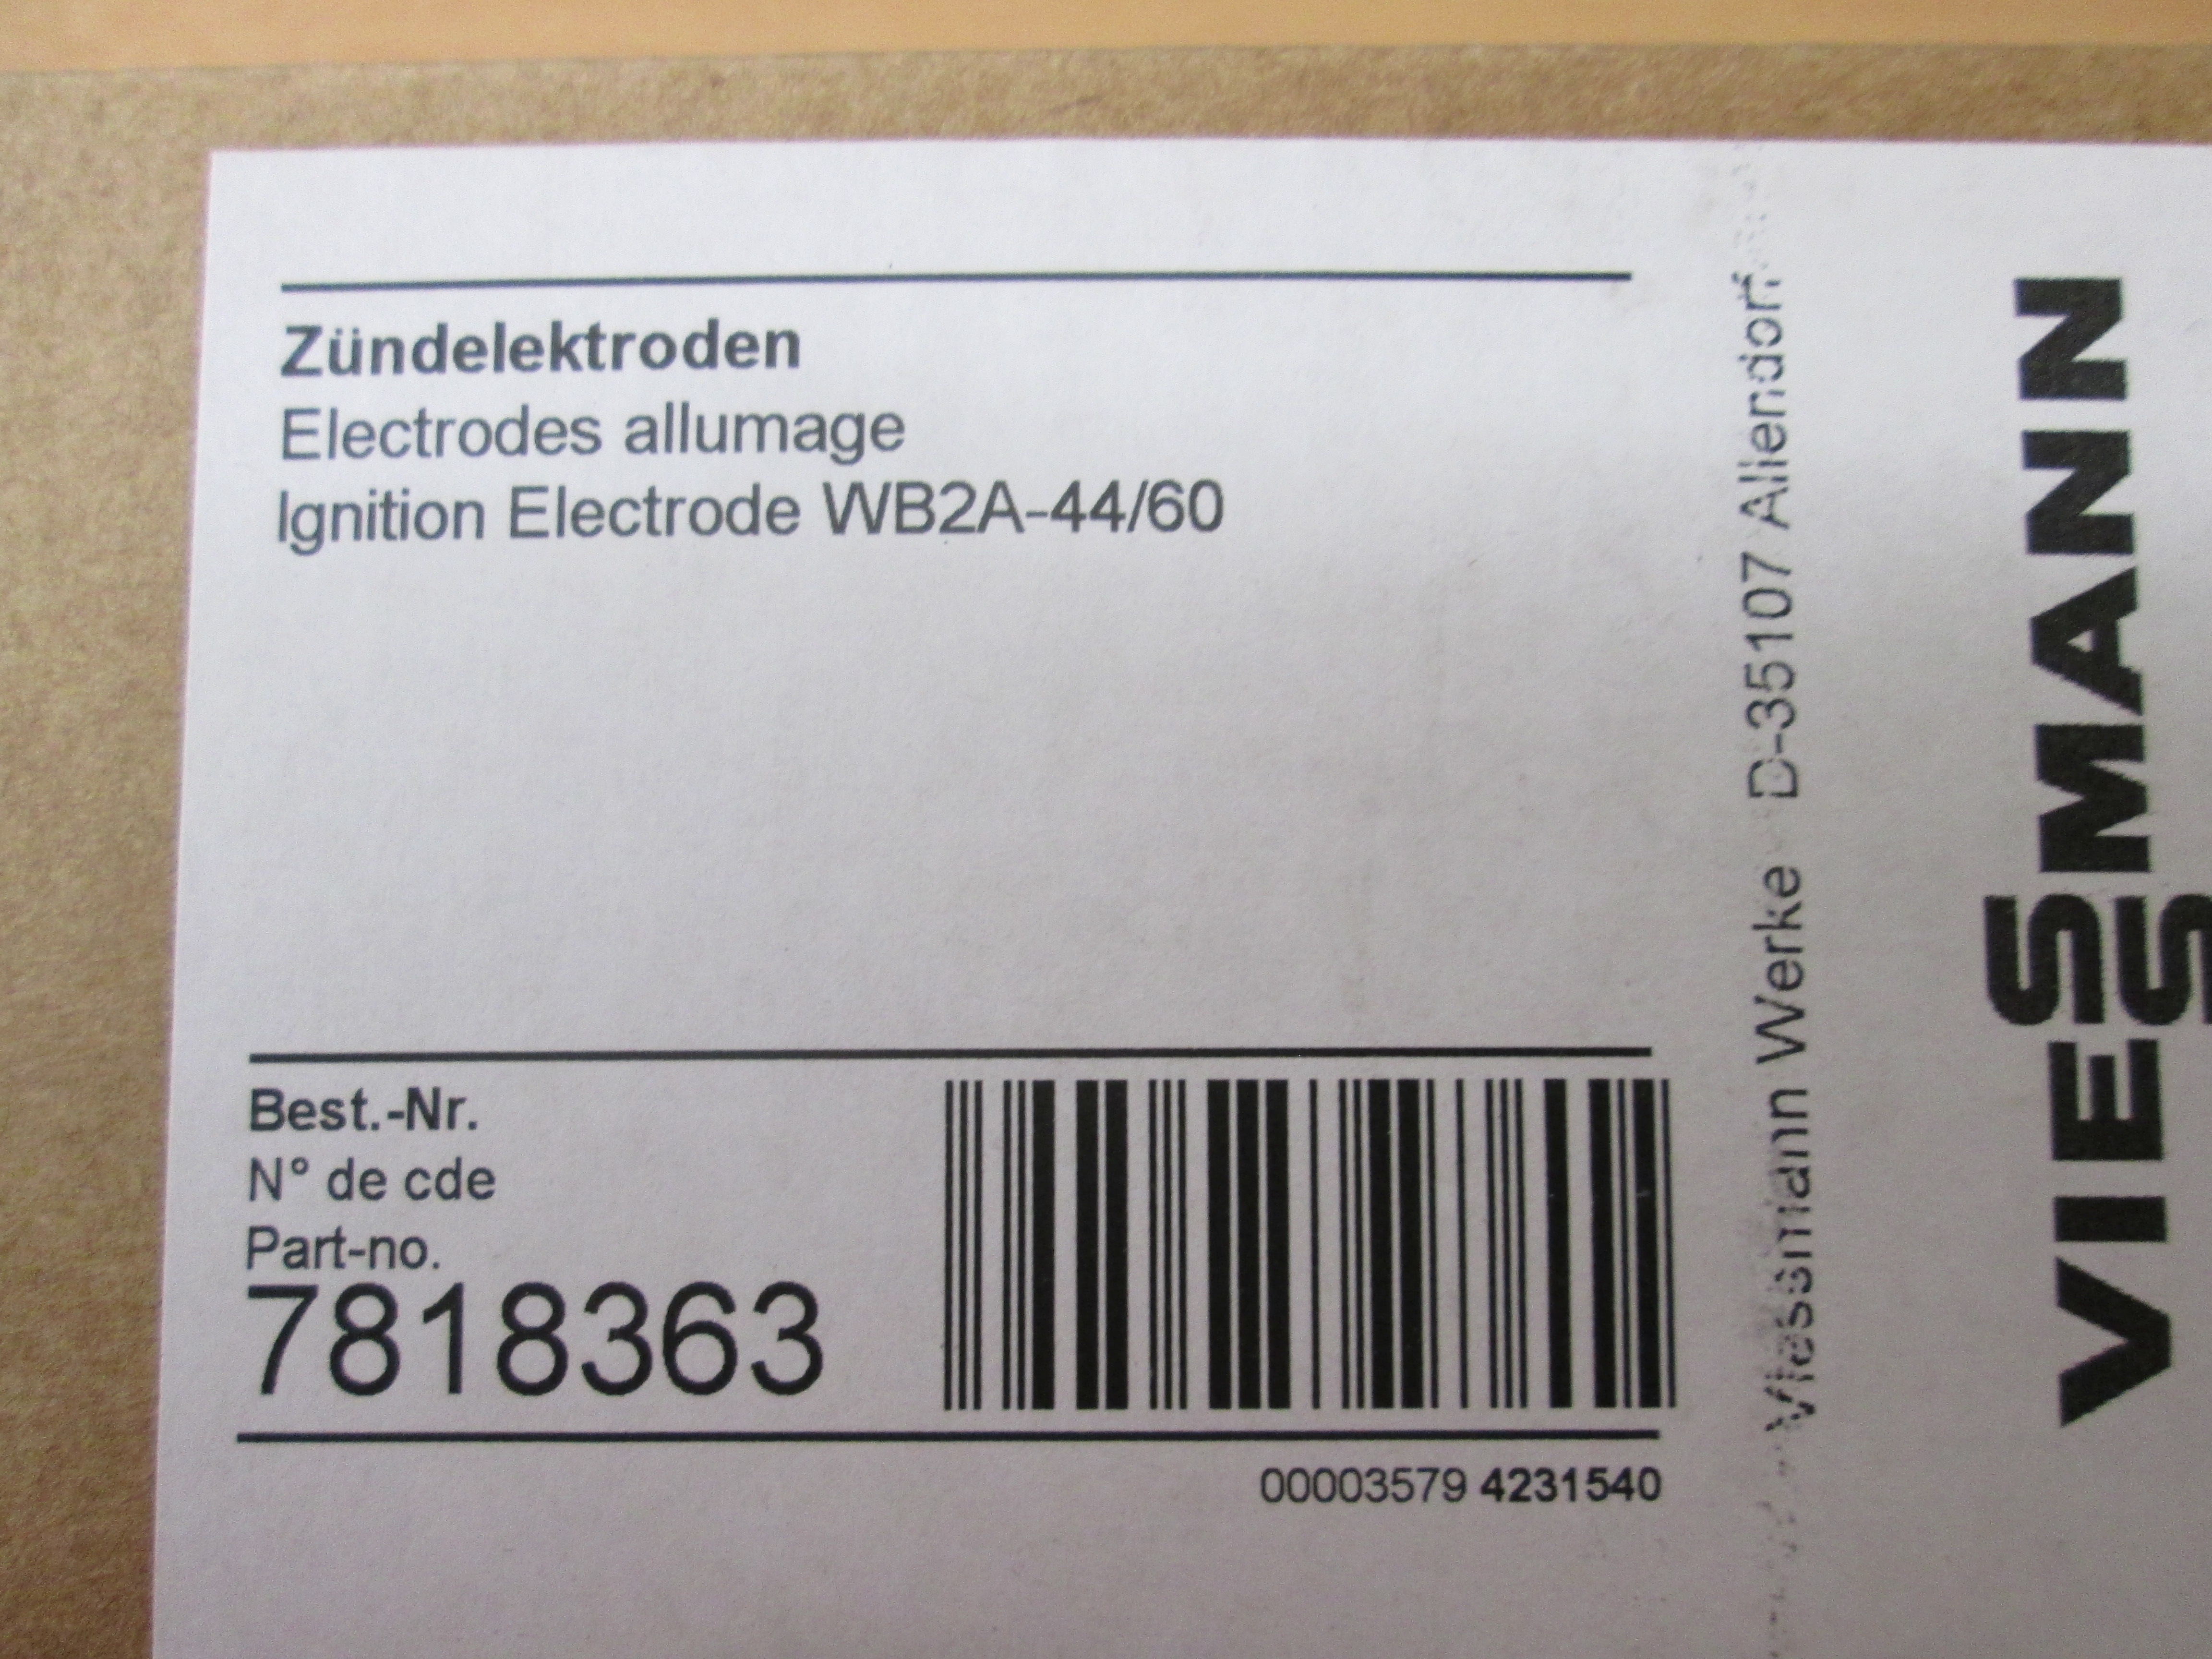 Zündelektroden
Electrodes allumage
Ignition Electrode WB2A-44/60
Best.-Nr.
N° de cde
Part-no.
7818363
00003579 4231540
Viessmann Werke D-35107 Allendorf
VIESSMANN